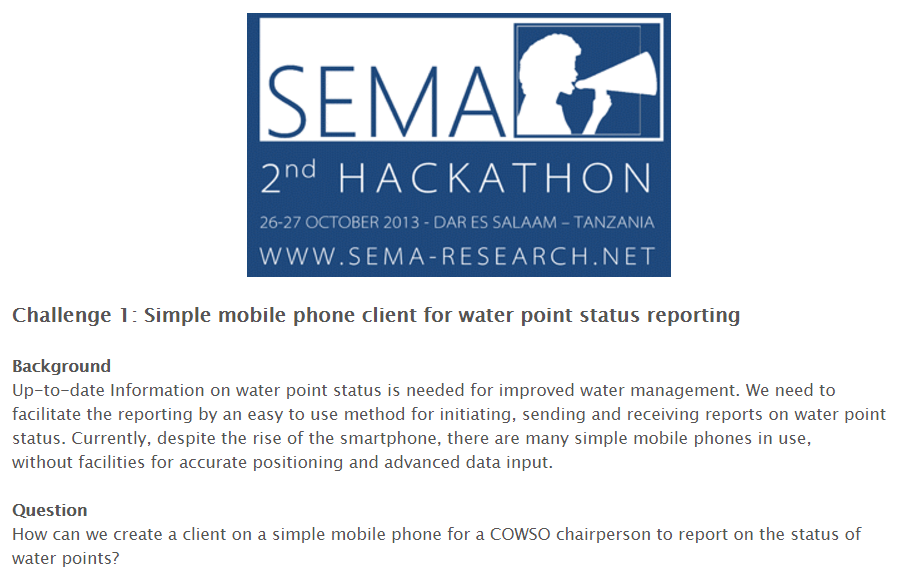 SEMA
2nd HACKATHON
26-27 OCTOBER 2013 - DAR ES SALAAM – TANZANIA
WWW.SEMA-RESEARCH.NET
Challenge 1: Simple mobile phone client for water point status reporting
Background
Up-to-date Information on water point status is needed for improved water management. We need to
facilitate the reporting by an easy to use method for initiating, sending and receiving reports on water point
status. Currently, despite the rise of the smartphone, there are many simple mobile phones in use,
without facilities for accurate positioning and advanced data input.
Question
How can we create a client on a simple mobile phone for a COWSO chairperson to report on the status of
water points?